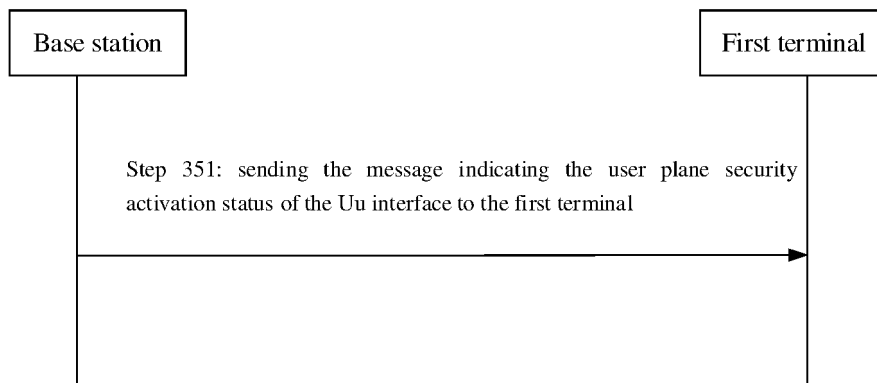 Base station
First terminal
Step 351: sending the message indicating the user plane security
activation status of the Uu interface to the first terminal